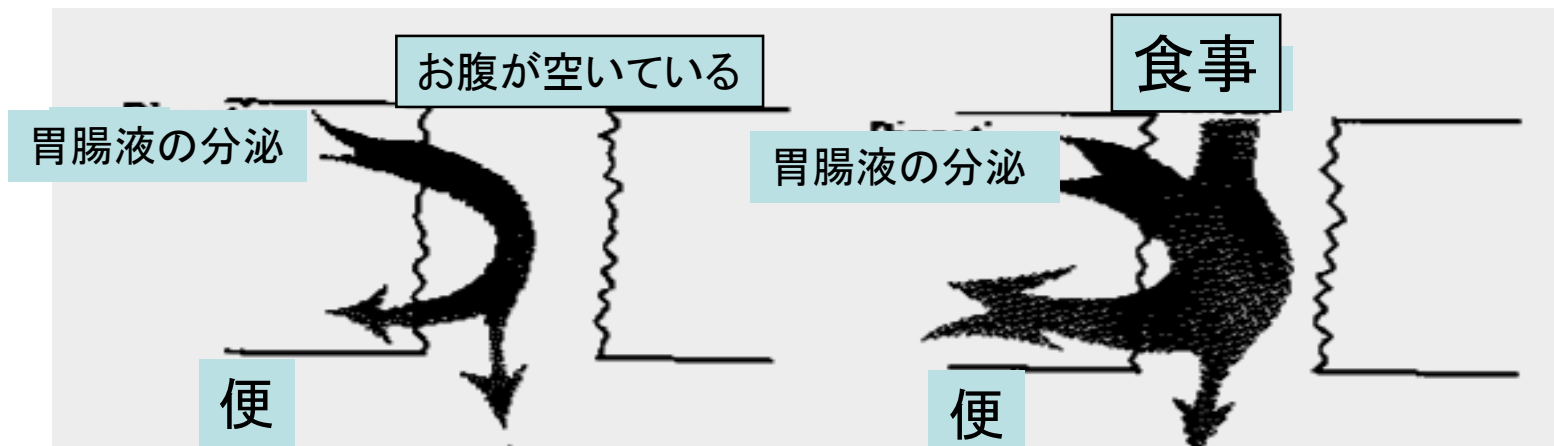 お腹が空いている
胃腸液の分泌
便
食事
胃腸液の分泌
便